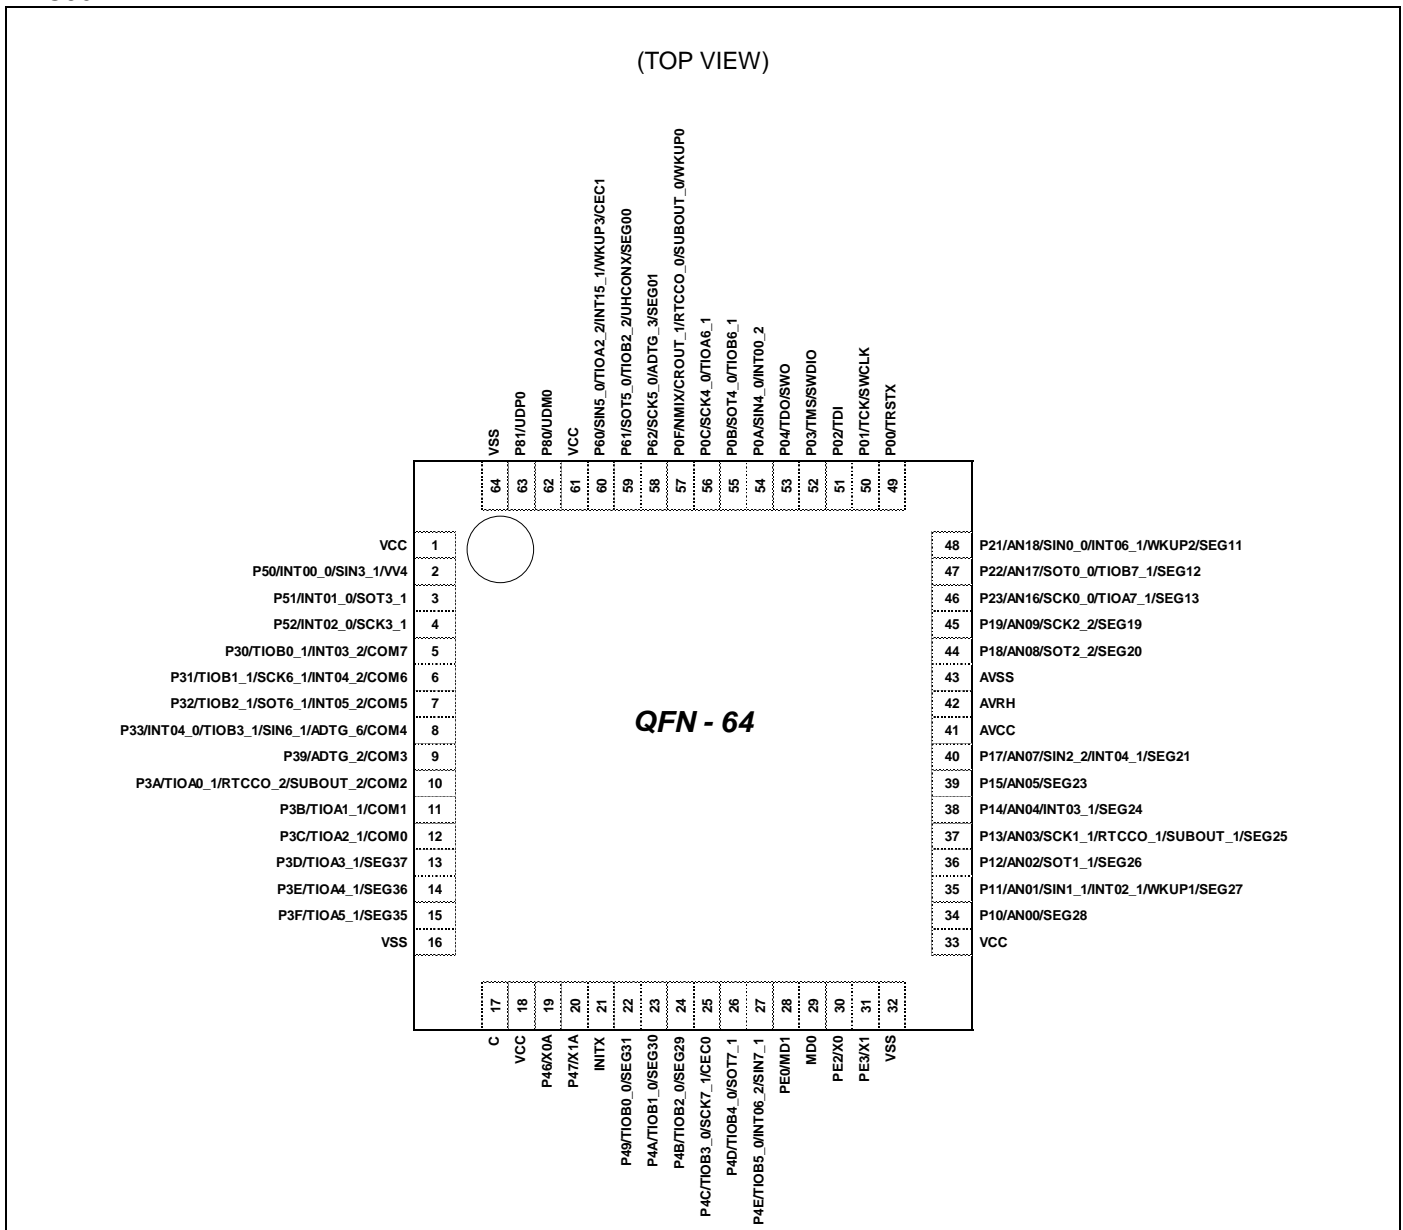 (TOP VIEW)
VSS
P81/UDP0
P80/UDM0
VCC
P60/SIN5_0/TIOA2_2/INT15_1/WKUP3/CEC1
P61/SOT5_0/TIOB2_2/UHCONX/SEG00
P62/SCK5_0/ADTG_3/SEG01
P0F/NMIX/CROUT_1/RTCCO_0/SUBOUT_0/WKUP0
P0C/SCK4_0/TIOA6_1
P0B/SOT4_0/TIOB6_1
P0A/SIN4_0/INT00_2
P04/TDO/SWO
P03/TMS/SWDIO
P02/TDI
P01/TCK/SWCLK
P00/TRSTX
64 63 62 61 60 59 58 57 56 55 54 53 52 51 50 49
VCC 1
P50/INT00_0/SIN3_1/VV4 2
P51/INT01_0/SOT3_1 3
P52/INT02_0/SCK3_1 4
P30/TIOB0_1/INT03_2/COM7 5
P31/TIOB1_1/SCK6_1/INT04_2/COM6 6
P32/TIOB2_1/SOT6_1/INT05_2/COM5 7
P33/INT04_0/TIOB3_1/SIN6_1/ADTG_6/COM4 8
P39/ADTG_2/COM3 9
P3A/TIOA0_1/RTCCO_2/SUBOUT_2/COM2 10
P3B/TIOA1_1/COM1 11
P3C/TIOA2_1/COM0 12
P3D/TIOA3_1/SEG37 13
P3E/TIOA4_1/SEG36 14
P3F/TIOA5_1/SEG35 15
VSS 16
QFN - 64
48 P21/AN18/SIN0_0/INT06_1/WKUP2/SEG11
47 P22/AN17/SOT0_0/TIOB7_1/SEG12
46 P23/AN16/SCK0_0/TIOA7_1/SEG13
45 P19/AN09/SCK2_2/SEG19
44 P18/AN08/SOT2_2/SEG20
43 AVSS
42 AVRH
41 AVCC
40 P17/AN07/SIN2_2/INT04_1/SEG21
39 P15/AN05/SEG23
38 P14/AN04/INT03_1/SEG24
37 P13/AN03/SCK1_1/RTCCO_1/SUBOUT_1/SEG25
36 P12/AN02/SOT1_1/SEG26
35 P11/AN01/SIN1_1/INT02_1/WKUP1/SEG27
34 P10/AN00/SEG28
33 VCC
17 18 19 20 21 22 23 24 25 26 27 28 29 30 31 32
C
VCC
P46/X0A
P47/X1A
INITX
P49/TIOB0_0/SEG31
P4A/TIOB1_0/SEG30
P4B/TIOB2_0/SEG29
P4C/TIOB3_0/SCK7_1/CEC0
P4D/TIOB4_0/SOT7_1
P4E/TIOB5_0/INT06_2/SIN7_1
PE0/MD1
MD0
PE2/X0
PE3/X1
VSS